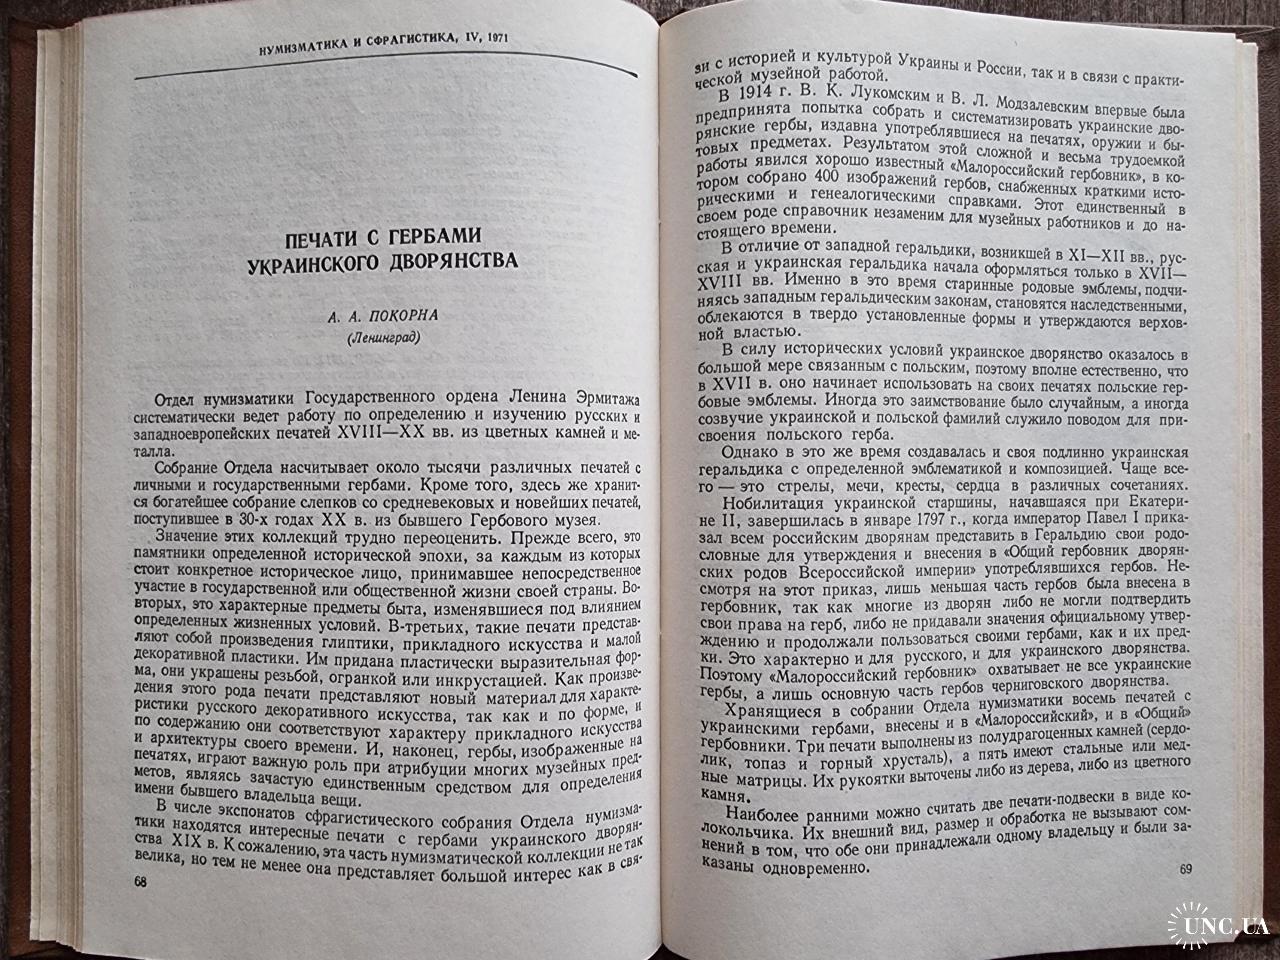 НУМИЗМАТИКА И СФРАГИСТИКА, IV, 1971
ПЕЧАТИ С ГЕРБАМИ
УКРАИНСКОГО ДВОРЯНСТВА
А. А. ПОКОРНА
(Ленинград)
Отдел нумизматики Государственного ордена Ленина Эрмитажа
систематически ведет работу по определению и изучению русских и
западноевропейских печатей XVIII—XX вв. из цветных камней и ме-
талла.
Собрание Отдела насчитывает около тысячи различных печатей с
личными и государственными гербами. Кроме того, здесь же хранит-
ся богатейшее собрание слепков со средневековых и новейших печатей,
поступившее в 30-х годах XX в. из бывшего Гербового музея.
Значение этих коллекций трудно переоценить. Прежде всего, это
памятники определенной исторической эпохи, за каждым из которых
стоит конкретное историческое лицо, принимавшее непосредственное
участие в государственной или общественной жизни своей страны. Во-
вторых, это характерные предметы быта, изменявшиеся под влиянием
определенных жизненных условий. В-третьих, такие печати представ-
ляют собой произведения глиптики, прикладного искусства и малой
декоративной пластики. Им придана пластически выразительная фор-
ма, они украшены резьбой, огранкой или инкрустацией. Как произве-
дения этого рода печати представляют новый материал для характе-
ристики русского декоративного искусства, так как и по форме, и
по содержанию они соответствуют характеру прикладного искусства
и архитектуры своего времени. И, наконец, гербы, изображенные на
печатях, играют важную роль при атрибуции многих музейных пред-
метов, являясь зачастую единственным средством для определения
имени бывшего владельца вещи.
В числе экспонатов сфрагистического собрания Отдела нумизма-
тики находятся интересные печати с гербами украинского дворян-
ства XIX в. К сожалению, эта часть нумизматической коллекции не так
велика, но тем не менее она представляет большой интерес как в свя-
68
зи с историей и культурой Украины и России, так и в связи с практи-
ческой музейной работой.
В 1914 г. В. К. Лукомским и В. Л. Модзалевским впервые была
предпринята попытка собрать и систематизировать украинские дво-
рянские гербы, издавна употреблявшиеся на печатях, оружии и бы-
товых предметах. Результатом этой сложной и весьма трудоемкой
работы явился хорошо известный «Малороссийский гербовник», в ко-
тором собрано 400 изображений гербов, снабженных краткими исто-
рическими и генеалогическими справками. Этот единственный в
своем роде справочник незаменим для музейных работников и до на-
стоящего времени.
В отличие от западной геральдики, возникшей в XI—XII вв., рус-
ская и украинская геральдика начала оформляться только в XVII—
XVIII вв. Именно в это время старинные родовые эмблемы, подчи-
няясь западным геральдическим законам, становятся наследственными,
облекаются в твердо установленные формы и утверждаются верхов-
ной властью.
В силу исторических условий украинское дворянство оказалось в
большой мере связанным с польским, поэтому вполне естественно, что
в XVII в. оно начинает использовать на своих печатях польские гер-
бовые эмблемы. Иногда это заимствование было случайным, а иногда
созвучие украинской и польской фамилий служило поводом для при-
своения польского герба.
Однако в это же время создавалась и своя подлинно украинская
геральдика с определенной эмблематикой и композицией. Чаще все-
го — это стрелы, мечи, кресты, сердца в различных сочетаниях.
Нобилитация украинской старшины, начавшаяся при Екатери-
не II, завершилась в январе 1797 г., когда император Павел I прика-
зал всем российским дворянам представить в Геральдию свои родо-
словные для утверждения и внесения в «Общий гербовник дворян-
ских родов Всероссийской империи» употреблявшихся гербов. Не-
смотря на этот приказ, лишь меньшая часть гербов была внесена в
гербовник, так как многие из дворян либо не могли подтвердить
свои права на герб, либо не придавали значения официальному утвер-
ждению и продолжали пользоваться своими гербами, как и их пред-
ки. Это характерно и для русского, и для украинского дворянства.
Поэтому «Малороссийский гербовник» охватывает не все украинские
гербы, а лишь основную часть гербов черниговского дворянства.
Хранящиеся в собрании Отдела нумизматики восемь печатей с
украинскими гербами, внесены и в «Малороссийский», и в «Общий»
гербовники. Три печати выполнены из полудрагоценных камней (сердо-
лик, топаз и горный хрусталь), а пять имеют стальные или мед-
ные матрицы. Их рукоятки выточены либо из дерева, либо из цветного
камня.
Наиболее ранними можно считать две печати-подвески в виде ко-
локольчика. Их внешний вид, размер и обработка не вызывают сом-
нений в том, что обе они принадлежали одному владельцу и были за-
казаны одновременно.
69
UNC.UA